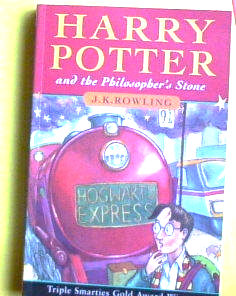 HARRY
POTTER
and the Philosopher's Stone
J.K.ROWLING
9¾
HOGWARTS
EXPRESS
Triple Smarties Gold Award